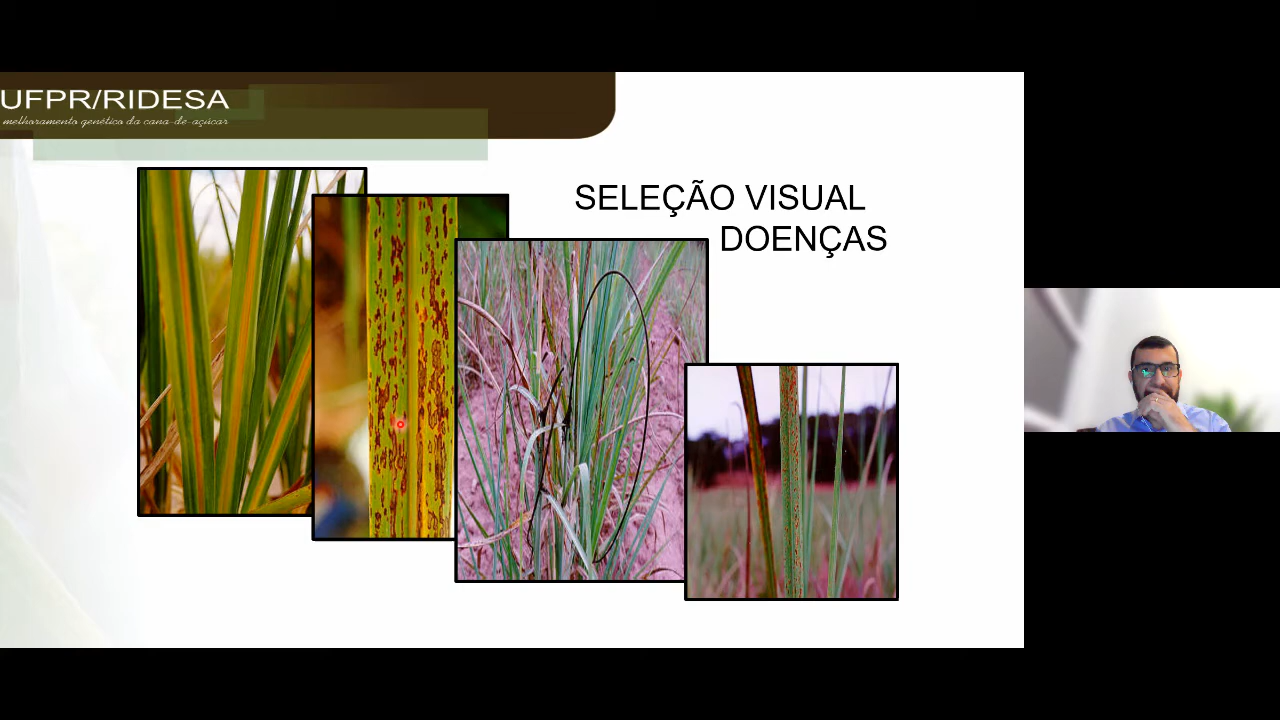 UFPR/RIDESA
melhoramento genético da cana-de-açúcar
SELEÇÃO VISUAL
DOENÇAS